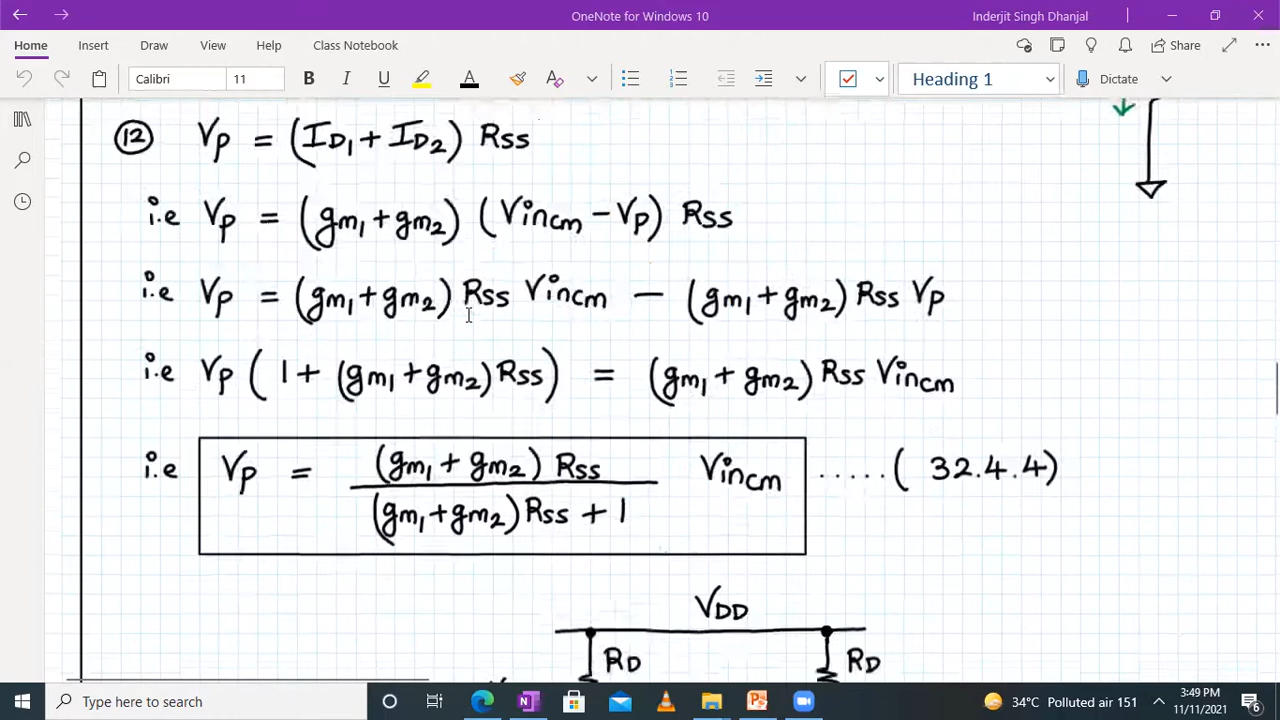 OneNote for Windows 10
Inderjit Singh Dhanjal
Home Insert Draw View Help Class Notebook Share
Calibri 11 B I U A A Heading 1 Dictate
(12) Vp = (ID1 + ID2) Rss
i.e Vp = (gm1 + gm2) (Vincm - Vp) Rss
i.e Vp = (gm1 + gm2) Rss Vincm — (gm1 + gm2) Rss Vp
i.e Vp ( 1 + (gm1 + gm2) Rss ) = (gm1 + gm2) Rss Vincm
i.e Vp = (gm1 + gm2) Rss / (gm1 + gm2) Rss + 1 Vincm .....( 32.4.4)
VDD
RD RD
Type here to search
34°C Polluted air 151
3:49 PM
11/11/2021
6